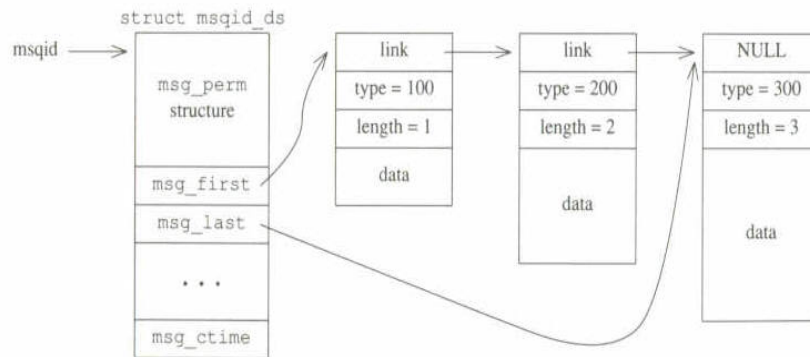 struct msqid_ds
msqid
msg_perm
structure
msg_first
msg_last
. . .
msg_ctime
link
type = 100
length = 1
data
link
type = 200
length = 2
data
NULL
type = 300
length = 3
data